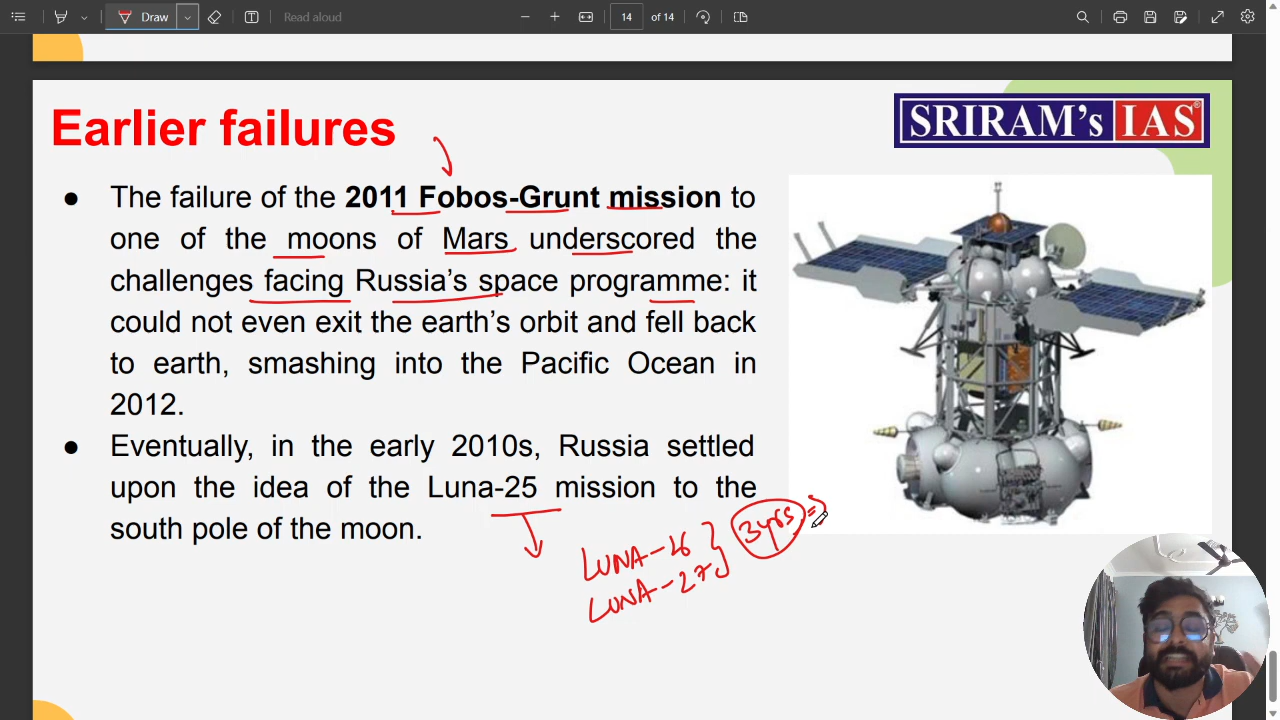 Draw
Read aloud
14
of 14
Earlier failures
SRIRAM's IAS
● The failure of the 2011 Fobos-Grunt mission to
one of the moons of Mars underscored the
challenges facing Russia's space programme: it
could not even exit the earth's orbit and fell back
to earth, smashing into the Pacific Ocean in
2012.
● Eventually, in the early 2010s, Russia settled
upon the idea of the Luna-25 mission to the
south pole of the moon.
LUNA-26
LUNA-27
3yrs